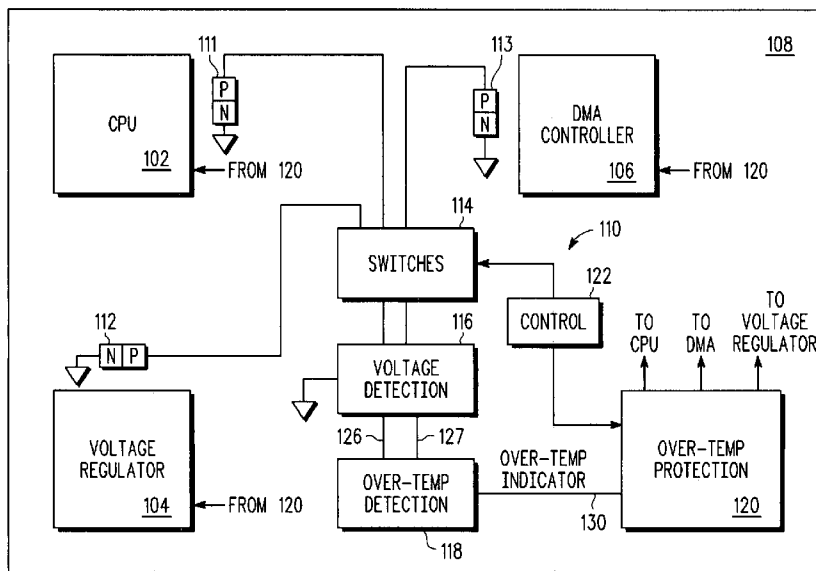 108
111
P
N
113
P
N
CPU
102
FROM 120
DMA
CONTROLLER
106
FROM 120
114
SWITCHES
110
122
CONTROL
112
N P
116
VOLTAGE
DETECTION
TO
CPU
TO
DMA
TO
VOLTAGE
REGULATOR
VOLTAGE
REGULATOR
104
FROM 120
126
127
OVER-TEMP
DETECTION
118
OVER-TEMP
INDICATOR
130
OVER-TEMP
PROTECTION
120